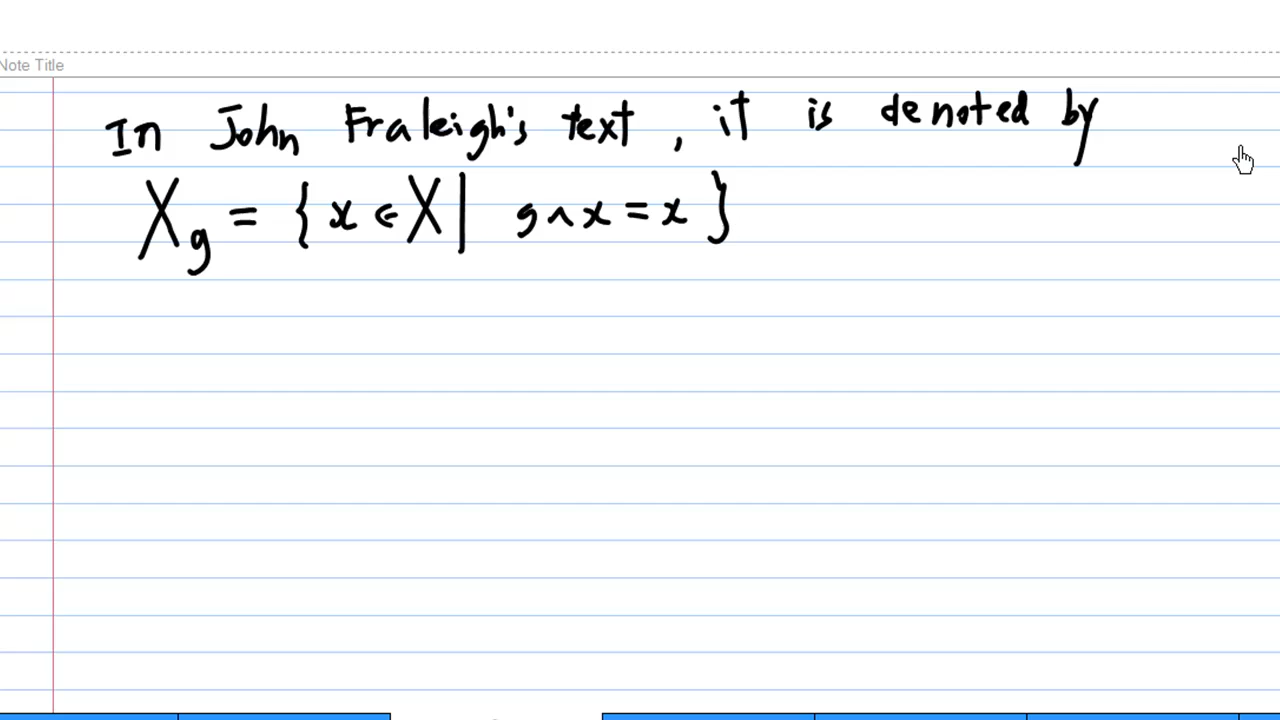 Note Title
In John Fraleigh's text, it is denoted by
X_g = { x ∈ X | g ∧ x = x }